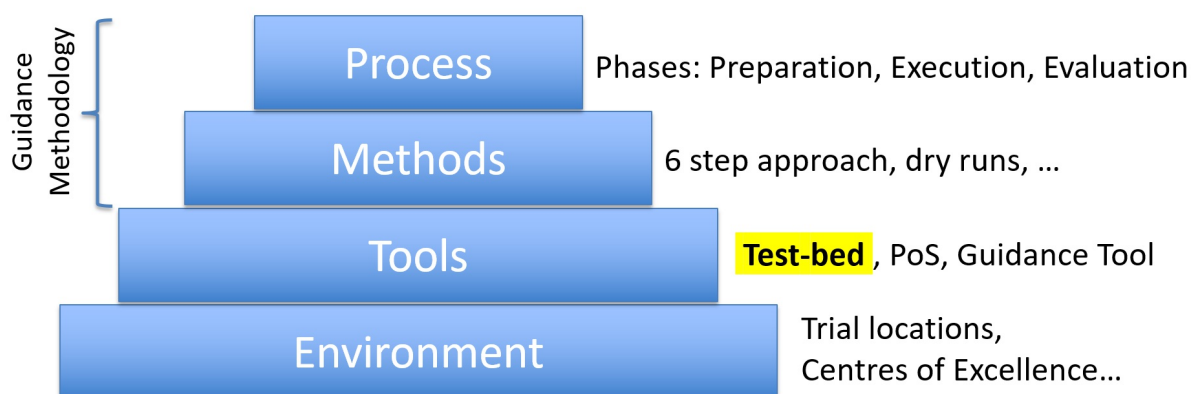 Guidance
Methodology
Process
Phases: Preparation, Execution, Evaluation
Methods
6 step approach, dry runs, …
Tools
Test-bed, PoS, Guidance Tool
Environment
Trial locations,
Centres of Excellence…